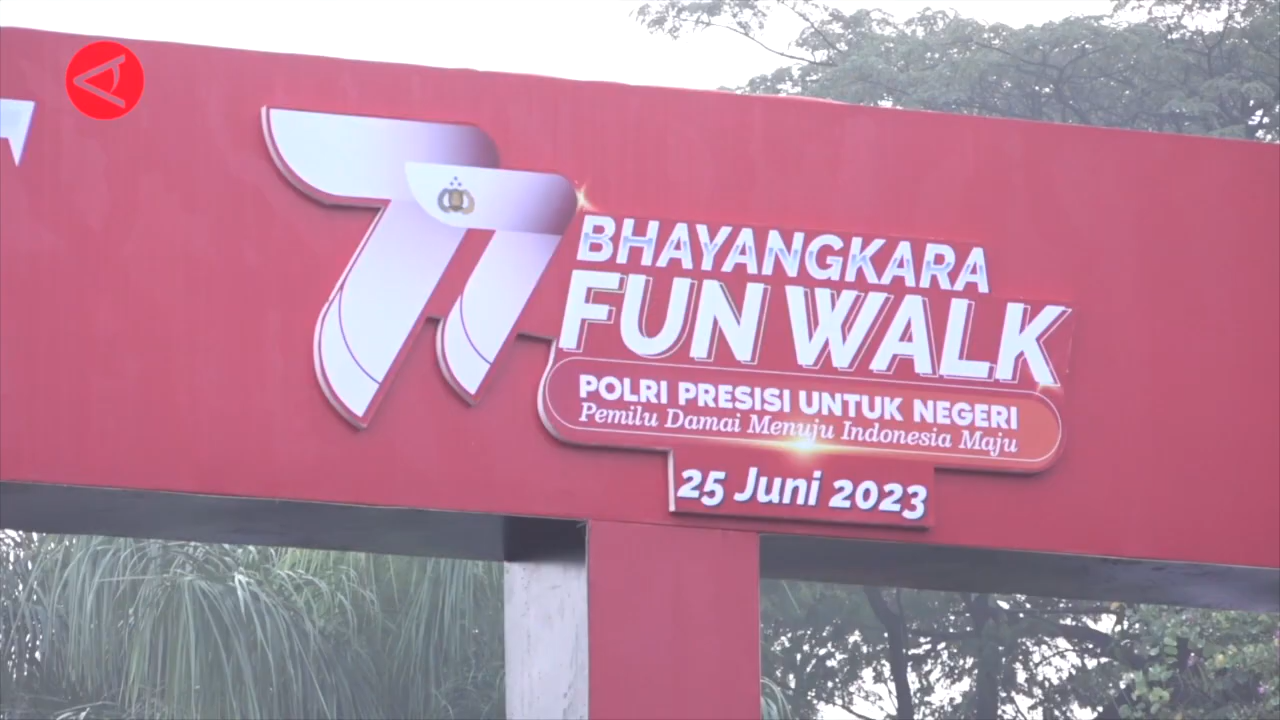 77
BHAYANGKARA
FUN WALK
POLRI PRESISI UNTUK NEGERI
Pemilu Damai Menuju Indonesia Maju
25 Juni 2023